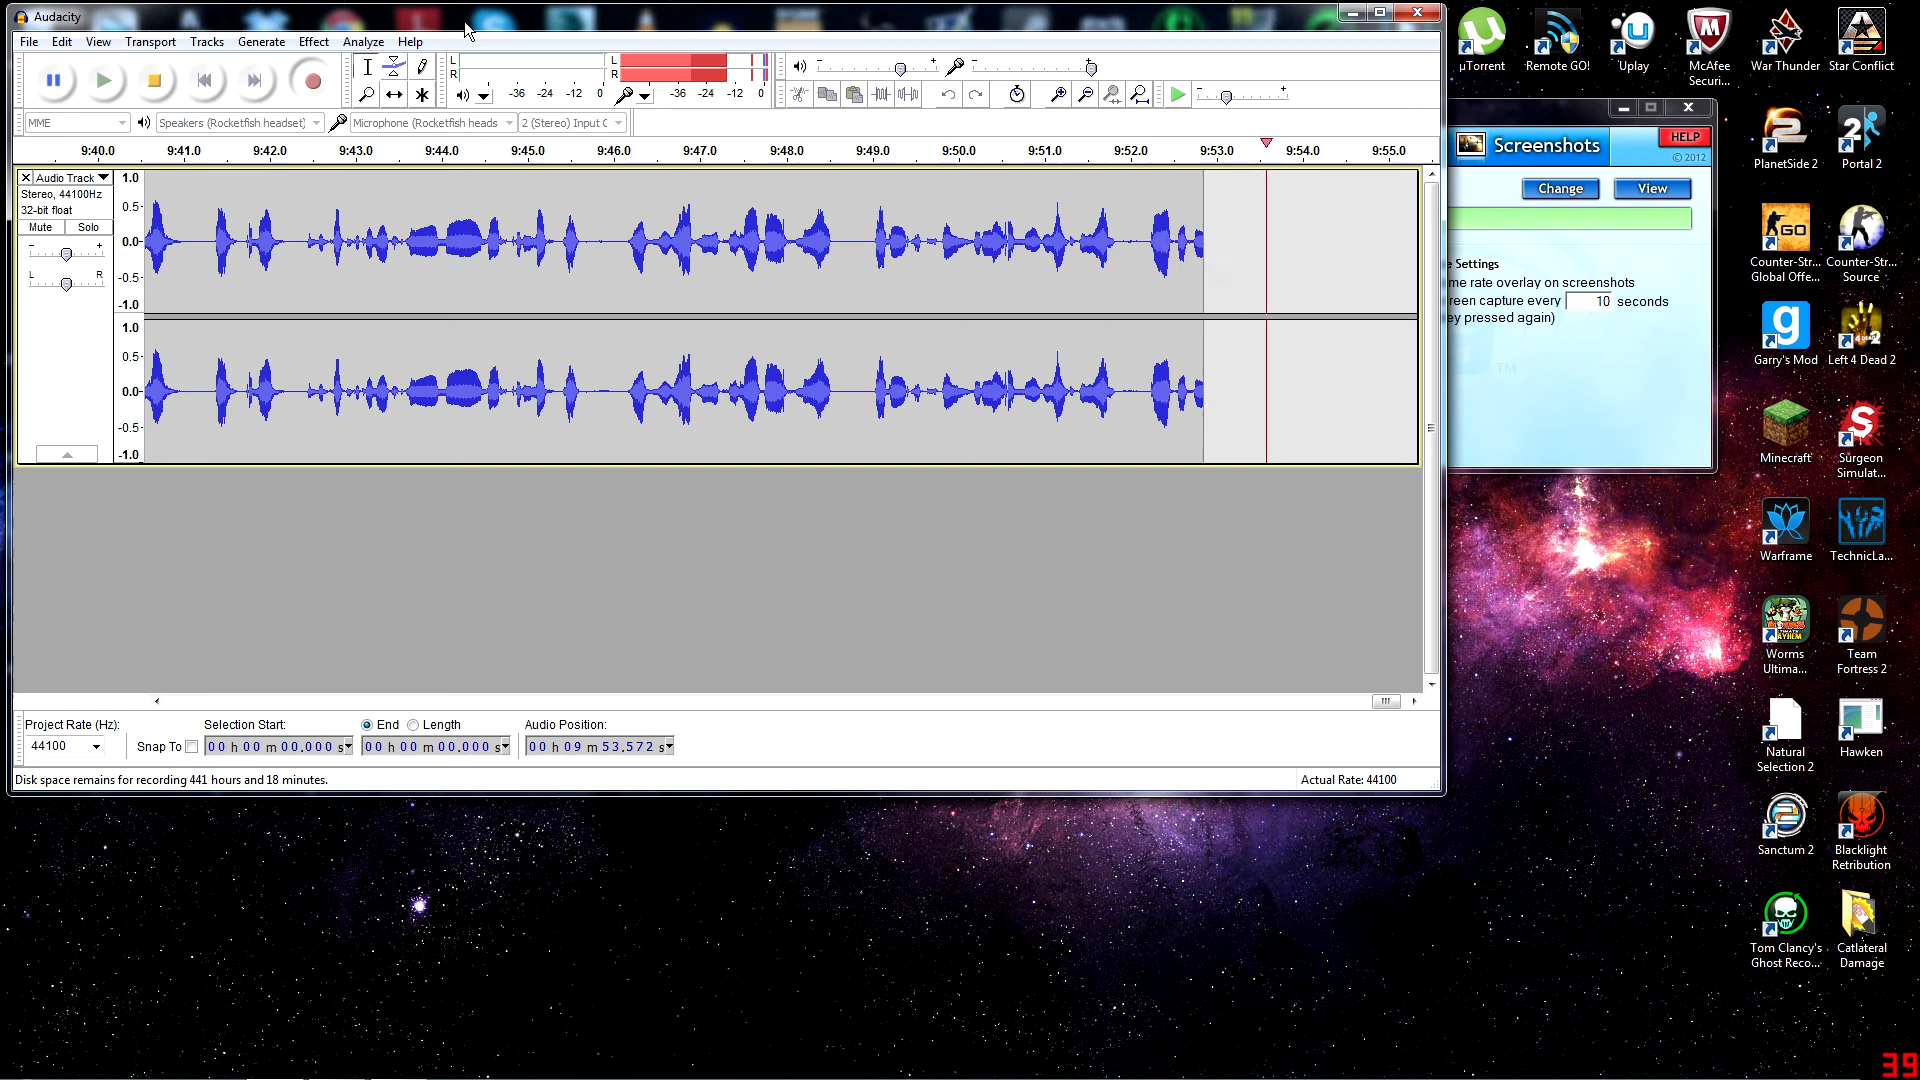 Audacity
File Edit View Transport Tracks Generate Effect Analyze Help
L
R
-36 -24 -12 0
L
R
-36 -24 -12 0
MME
Speakers (Rocketfish headset)
Microphone (Rocketfish heads
2 (Stereo) Input C
9:40.0 9:41.0 9:42.0 9:43.0 9:44.0 9:45.0 9:46.0 9:47.0 9:48.0 9:49.0 9:50.0 9:51.0 9:52.0 9:53.0 9:54.0 9:55.0
Audio Track
Stereo, 44100Hz
32-bit float
Mute Solo
- +
L R
1.0
0.5-
0.0-
-0.5-
-1.0
1.0
0.5-
0.0-
-0.5-
-1.0
Project Rate (Hz):
44100
Snap To
Selection Start:
00 h 00 m 00.000 s
End Length
00 h 00 m 00.000 s
Audio Position:
00 h 09 m 53.572 s
Disk space remains for recording 441 hours and 18 minutes.
Actual Rate: 44100
Screenshots
HELP
© 2012
Change View
e Settings
me rate overlay on screenshots
reen capture every 10 seconds
ey pressed again)
TM
µTorrent
Remote GO!
Uplay
McAfee
Securi...
War Thunder
Star Conflict
PlanetSide 2
Portal 2
Counter-Str...
Global Offe...
Counter-Str...
Source
Garry's Mod
Left 4 Dead 2
Minecraft
Surgeon
Simulat...
Warframe
TechnicLa...
Worms
Ultima...
Team
Fortress 2
Natural
Selection 2
Hawken
Sanctum 2
Blacklight
Retribution
Tom Clancy's
Ghost Reco...
Catlateral
Damage
39